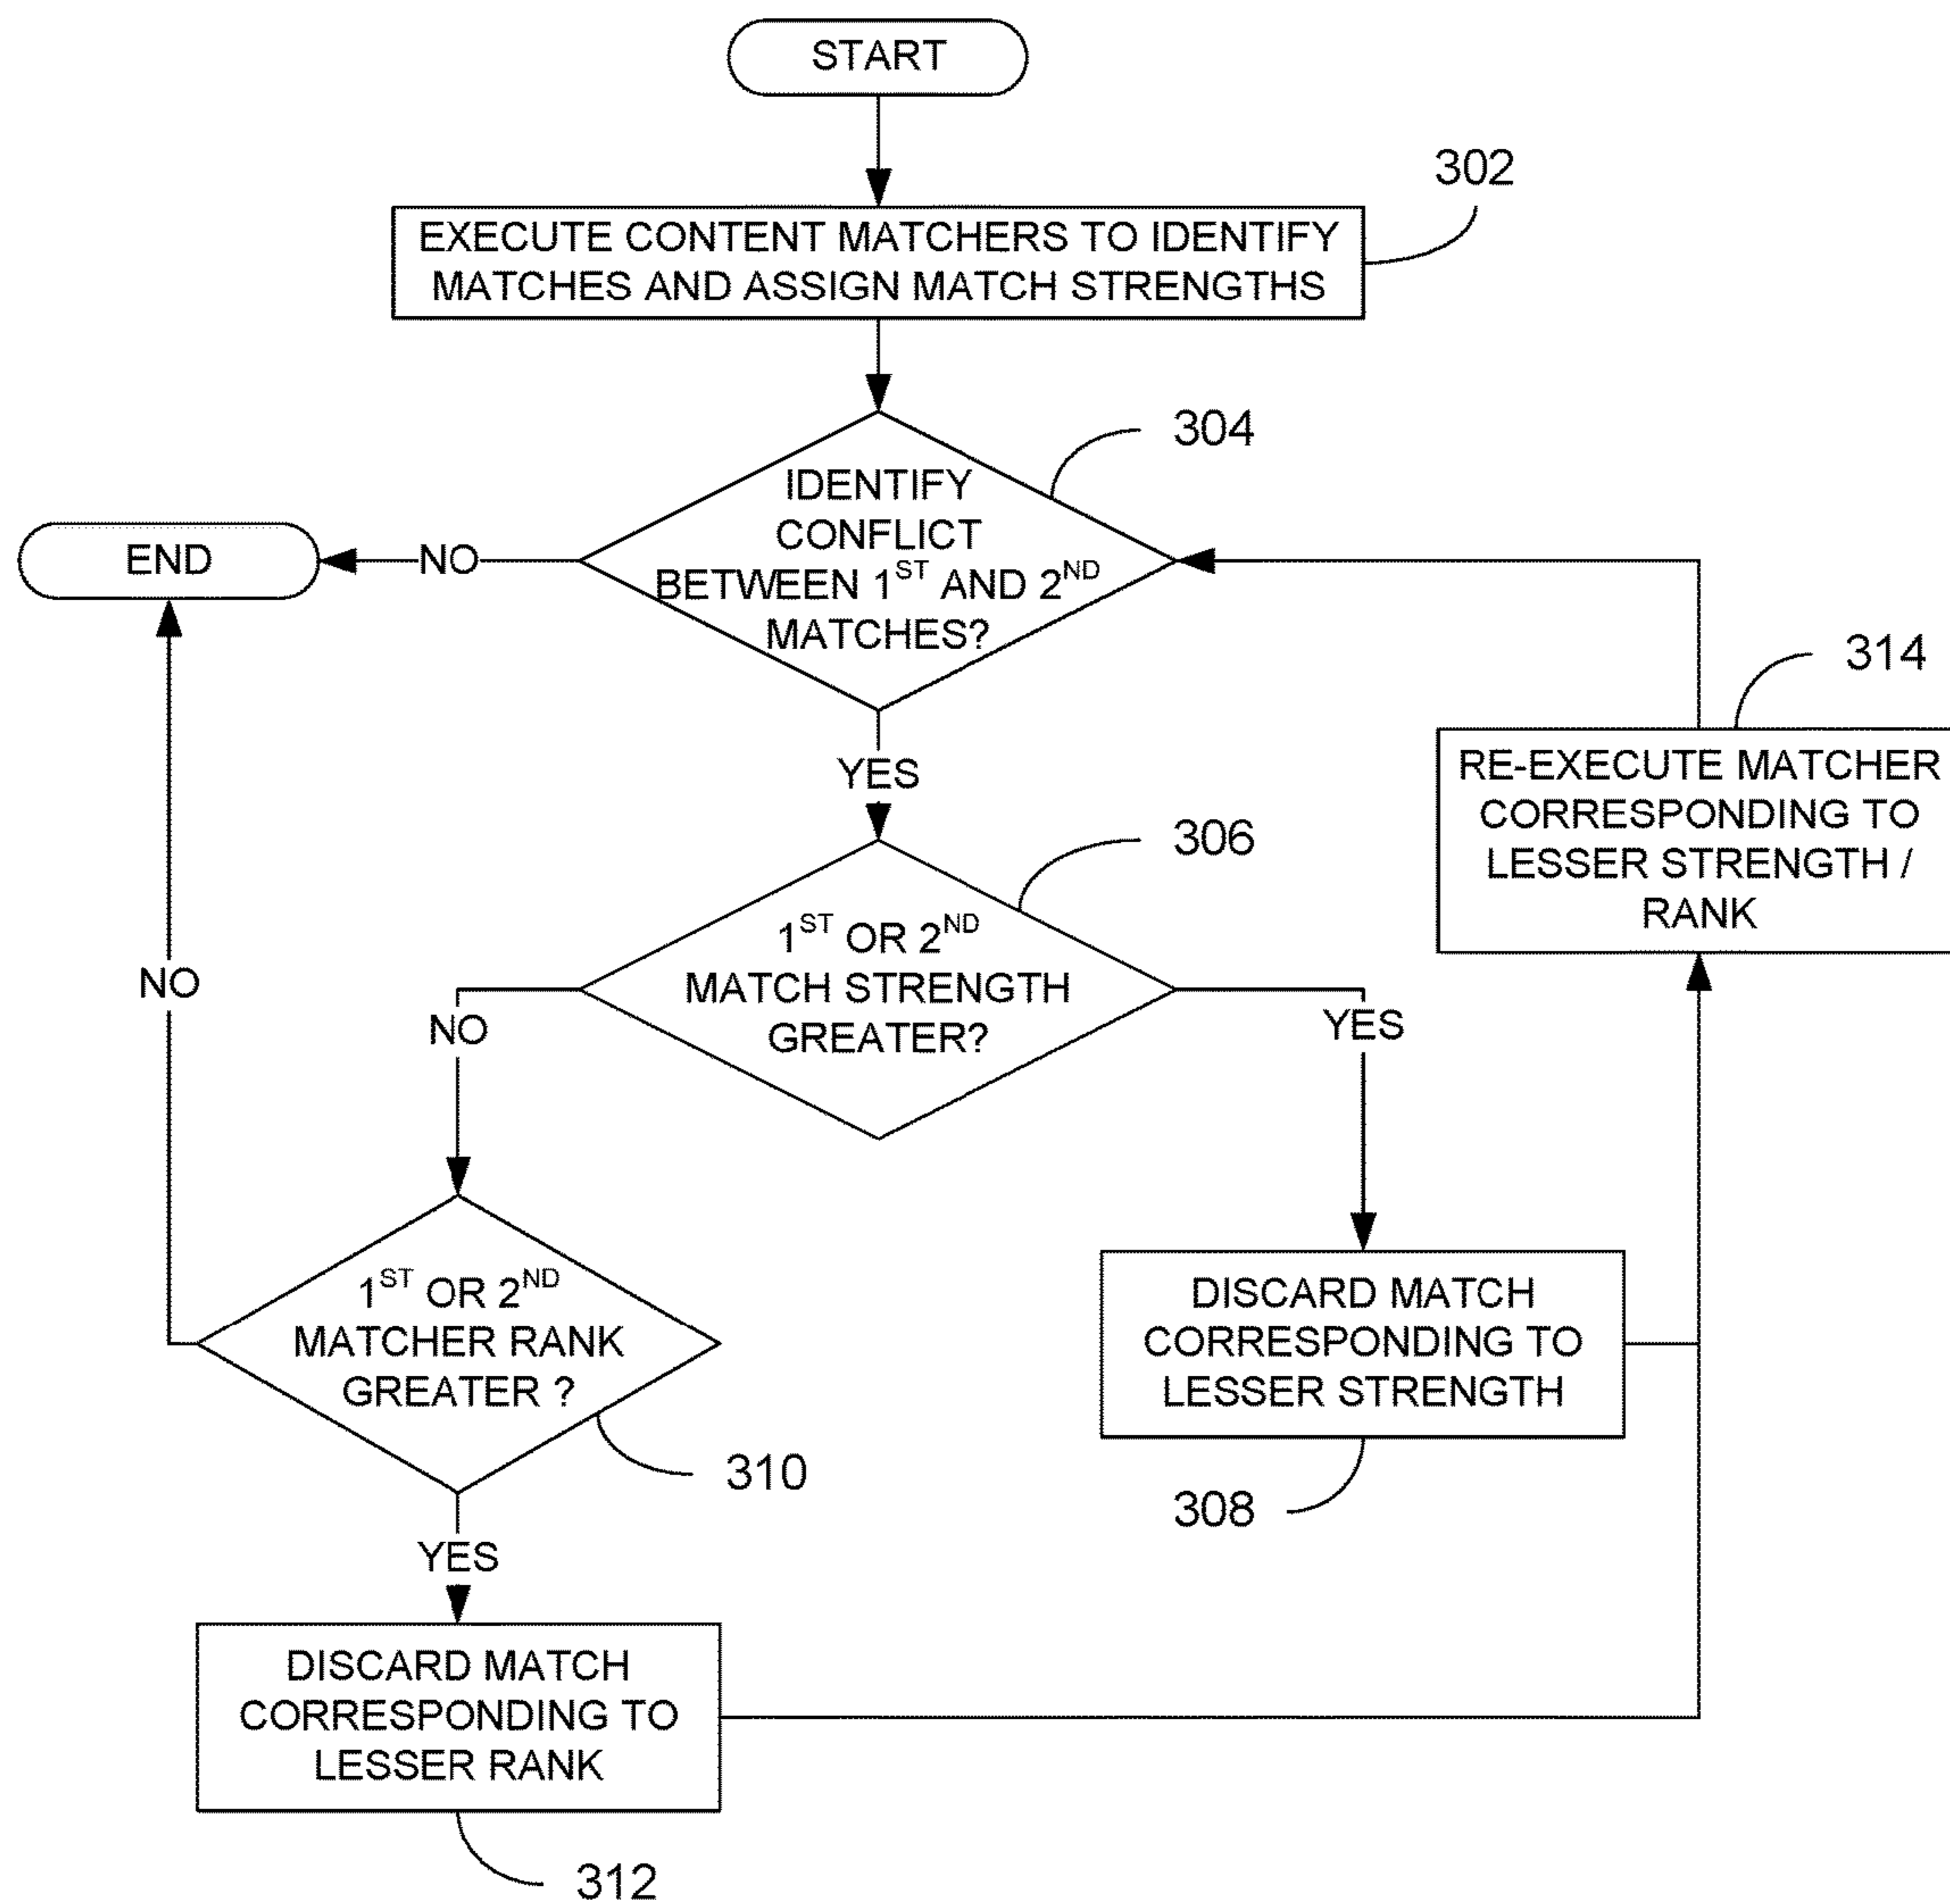 START
302
EXECUTE CONTENT MATCHERS TO IDENTIFY
MATCHES AND ASSIGN MATCH STRENGTHS
304
IDENTIFY
CONFLICT
BETWEEN 1ST AND 2ND
MATCHES?
NO
END
YES
314
RE-EXECUTE MATCHER
CORRESPONDING TO
LESSER STRENGTH /
RANK
306
1ST OR 2ND
MATCH STRENGTH
GREATER?
NO
NO
YES
1ST OR 2ND
MATCHER RANK
GREATER ?
310
DISCARD MATCH
CORRESPONDING TO
LESSER STRENGTH
308
YES
DISCARD MATCH
CORRESPONDING TO
LESSER RANK
312